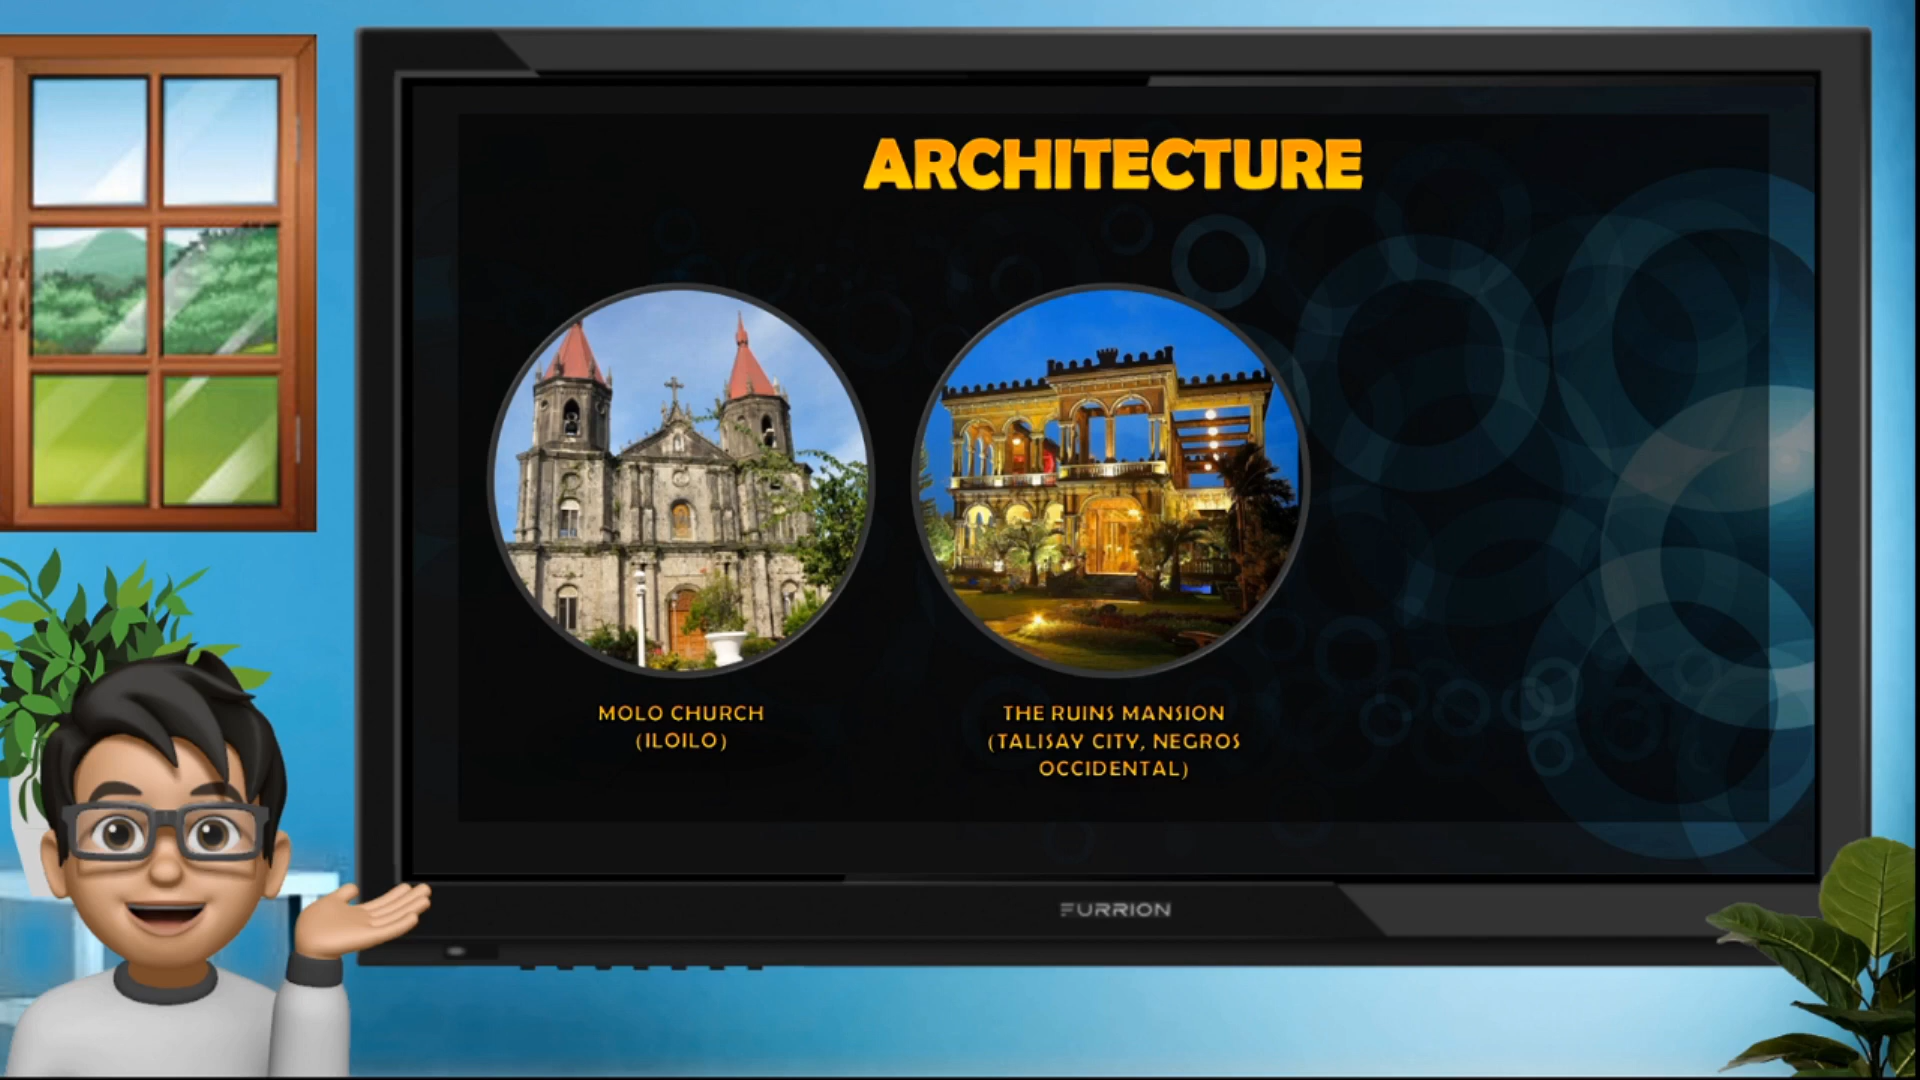 ARCHITECTURE
MOLO CHURCH
(ILOILO)
THE RUINS MANSION
(TALISAY CITY, NEGROS
OCCIDENTAL)
FURRION